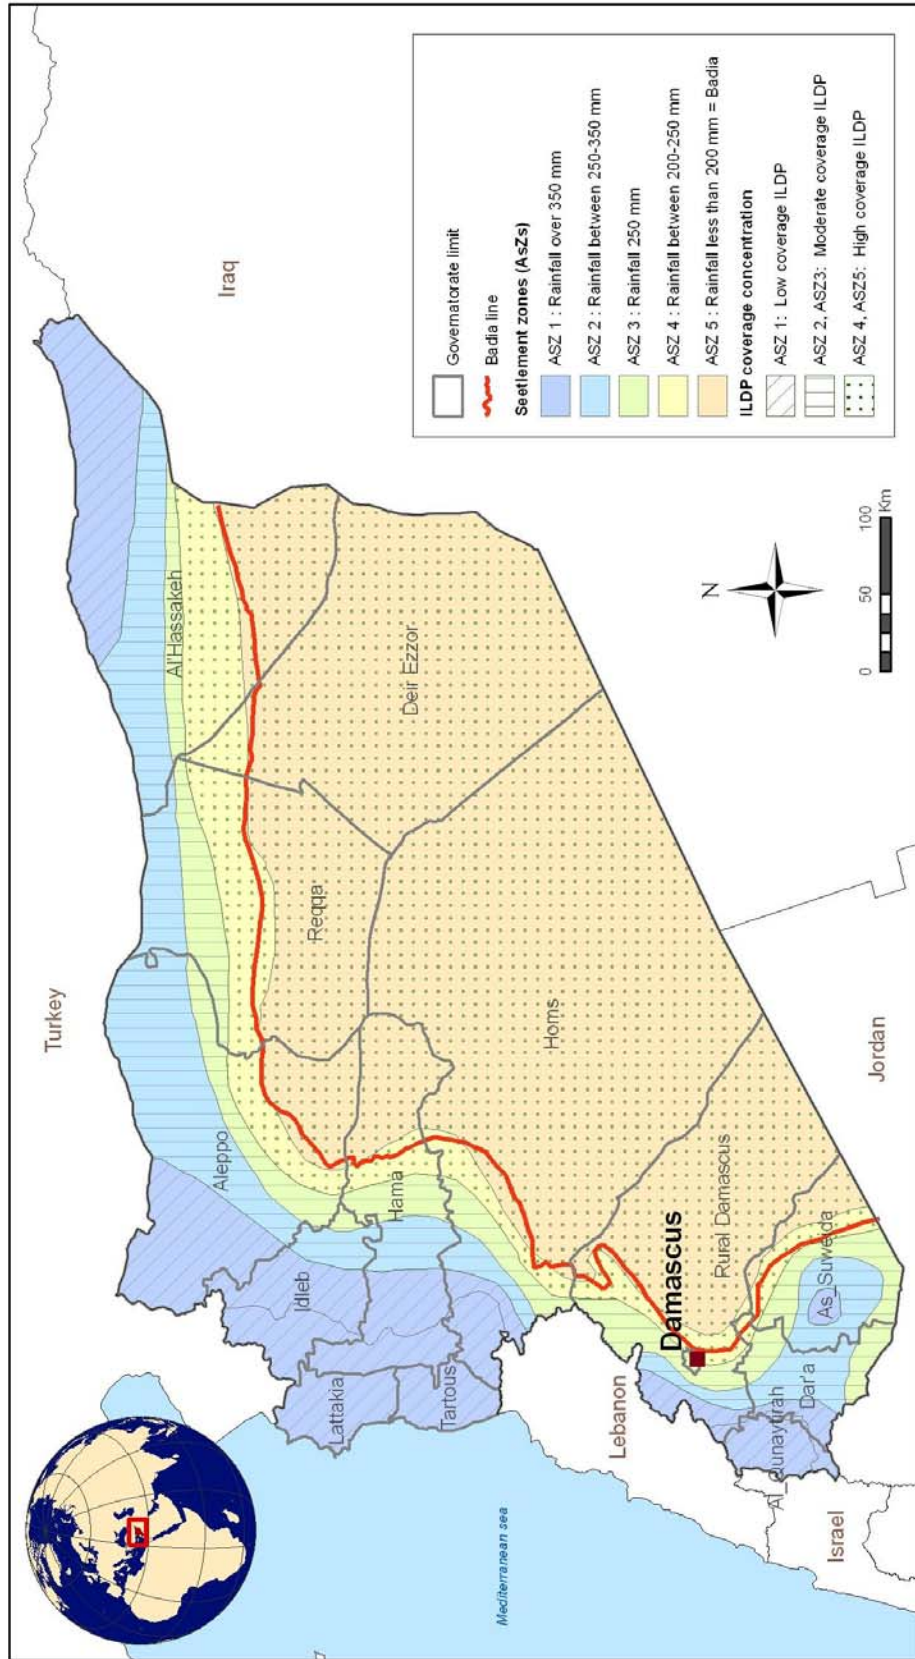 Turkey
Iraq
Al'Hassakeh
Aleppo
Reqqa
Idleb
Lattakia
Hama
Deir Ezzor
Tartous
Homs
Mediterranean sea
Lebanon
Damascus
Rural Damascus
Al_Qunaytirah
Dar'a
As_Suweida
Israel
Jordan
N
0 50 100
Km
Governatorate limit
Badia line
Seetlement zones (AsZs)
ASZ 1 : Rainfall over 350 mm
ASZ 2 : Rainfall between 250-350 mm
ASZ 3 : Rainfall 250 mm
ASZ 4 : Rainfall between 200-250 mm
ASZ 5 : Rainfall less than 200 mm = Badia
ILDP coverage concentration
ASZ 1: Low coverage ILDP
ASZ 2, ASZ3: Moderate coverage ILDP
ASZ 4, ASZ5: High coverage ILDP